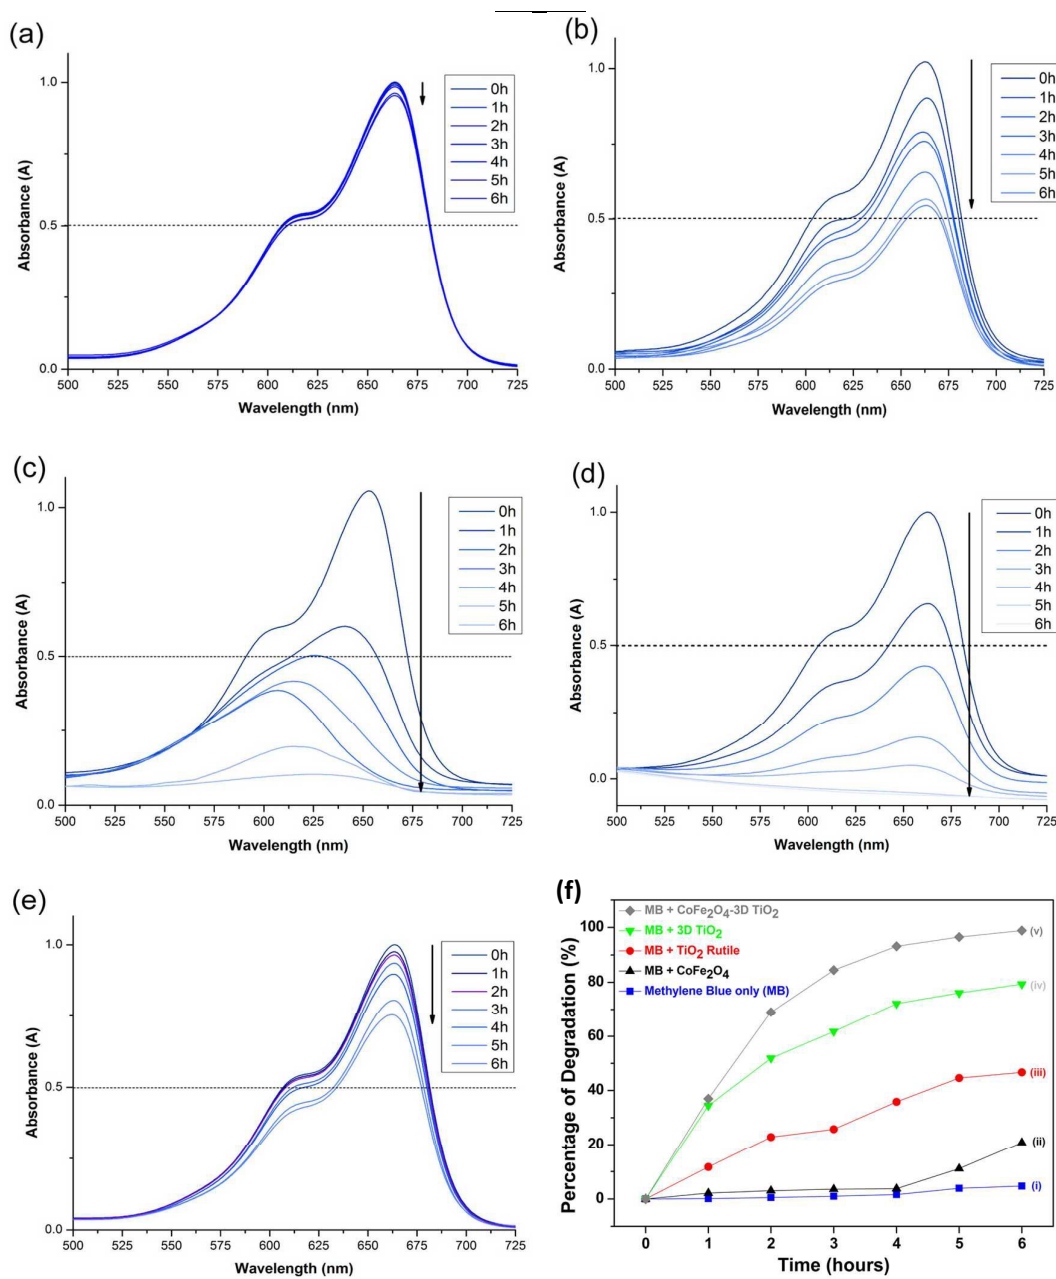 (a)
Absorbance (A)
1.0
0.5
0.0
500 525 550 575 600 625 650 675 700 725
Wavelength (nm)
0h
1h
2h
3h
4h
5h
6h
(b)
Absorbance (A)
1.0
0.5
0.0
500 525 550 575 600 625 650 675 700 725
Wavelength (nm)
0h
1h
2h
3h
4h
5h
6h
(c)
Absorbance (A)
1.0
0.5
0.0
500 525 550 575 600 625 650 675 700 725
Wavelength (nm)
0h
1h
2h
3h
4h
5h
6h
(d)
Absorbance (A)
1.0
0.5
0.0
500 525 550 575 600 625 650 675 700 725
Wavelength (nm)
0h
1h
2h
3h
4h
5h
6h
(e)
Absorbance (A)
1.0
0.5
0.0
500 525 550 575 600 625 650 675 700 725
Wavelength (nm)
0h
1h
2h
3h
4h
5h
6h
(f)
Percentage of Degradation (%)
100
80
60
40
20
0
MB + CoFe2O4-3D TiO2
MB + 3D TiO2
MB + TiO2 Rutile
MB + CoFe2O4
Methylene Blue only (MB)
(v)
(iv)
(iii)
(ii)
(i)
0 1 2 3 4 5 6
Time (hours)